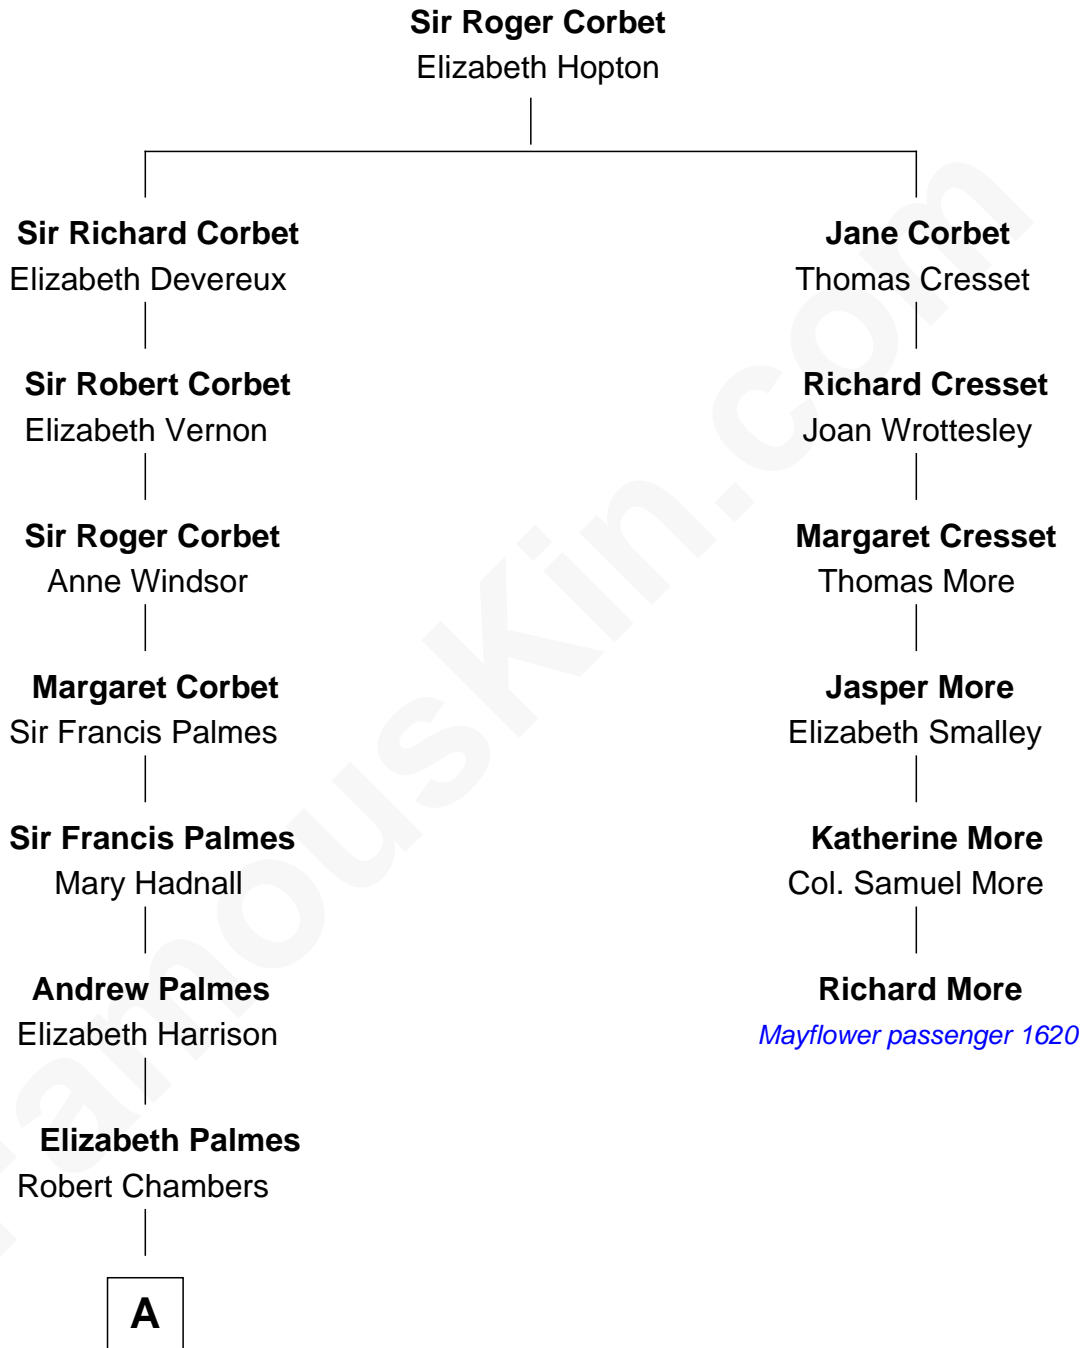 Sir Roger Corbet
Elizabeth Hopton
Sir Richard Corbet
Elizabeth Devereux
Sir Robert Corbet
Elizabeth Vernon
Sir Roger Corbet
Anne Windsor
Margaret Corbet
Sir Francis Palmes
Sir Francis Palmes
Mary Hadnall
Andrew Palmes
Elizabeth Harrison
Elizabeth Palmes
Robert Chambers
A
Jane Corbet
Thomas Cresset
Richard Cresset
Joan Wrottesley
Margaret Cresset
Thomas More
Jasper More
Elizabeth Smalley
Katherine More
Col. Samuel More
Richard More
Mayflower passenger 1620
FamousKin.com